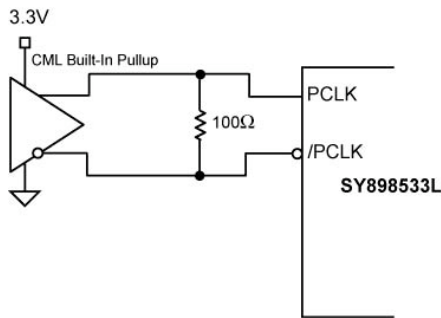 3.3V
CML Built-In Pullup
PCLK
100Ω
/PCLK
SY898533L